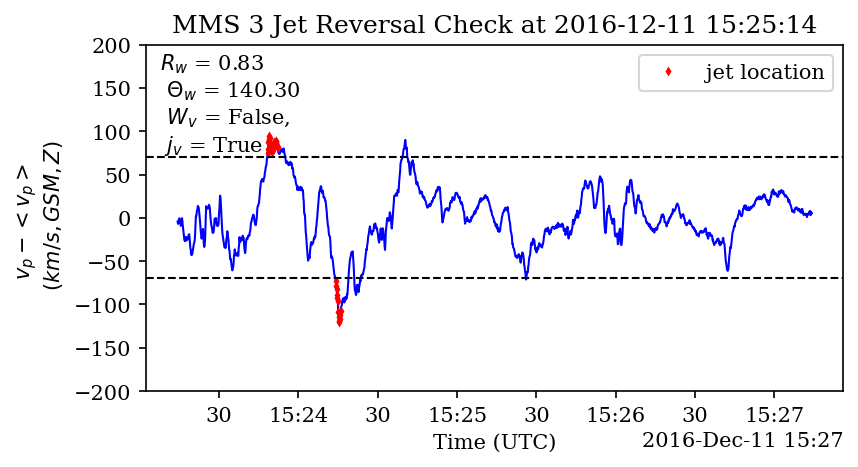 MMS 3 Jet Reversal Check at 2016-12-11 15:25:14
R_w = 0.83
Θ_w = 140.30
W_v = False,
j_v = True
jet location
v_p − < v_p >
(km/s, GSM, Z)
200
150
100
50
0
−50
−100
−150
−200
30 15:24 30 15:25 30 15:26 30 15:27
Time (UTC)
2016-Dec-11 15:27